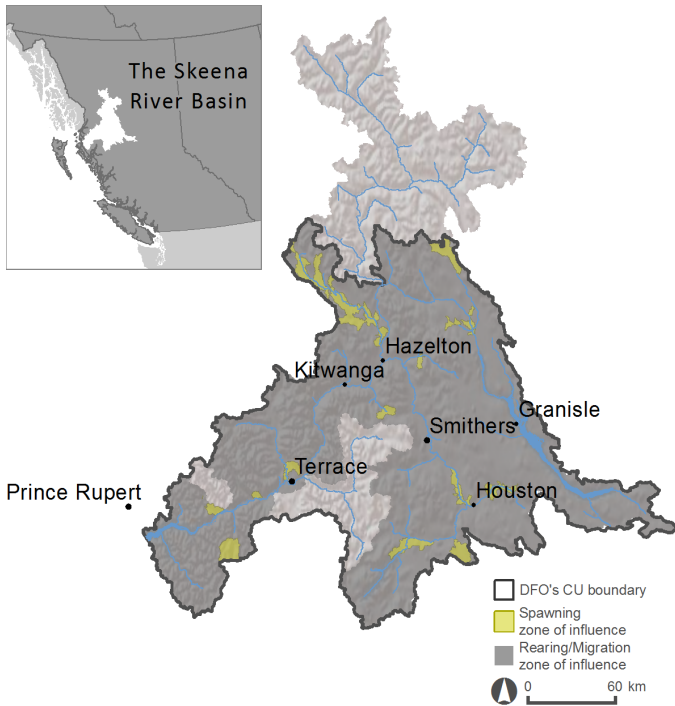 The Skeena
River Basin
Hazelton
Kitwanga
Granisle
Smithers
Terrace
Prince Rupert
Houston
DFO's CU boundary
Spawning
zone of influence
Rearing/Migration
zone of influence
0 60 km